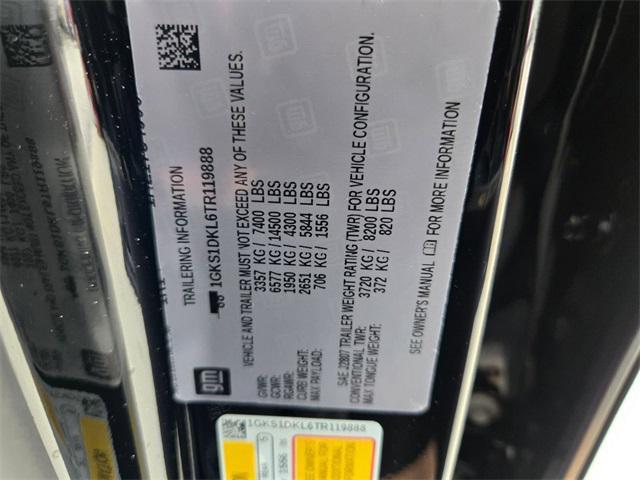 TRAILERING INFORMATION
1GKS1DKL6TR119888
VEHICLE AND TRAILER MUST NOT EXCEED ANY OF THESE VALUES.
GVWR: 3357 KG / 7400 LBS
GCWR: 6577 KG / 14500 LBS
RGAWR: 1950 KG / 4300 LBS
CURB WEIGHT: 2651 KG / 5844 LBS
MAX PAYLOAD: 706 KG / 1556 LBS
SAE J2807 TRAILER WEIGHT RATING (TWR) FOR VEHICLE CONFIGURATION.
CONVENTIONAL TWR: 3720 KG / 8200 LBS
MAX TONGUE WEIGHT: 372 KG / 820 LBS
SEE OWNER'S MANUAL FOR MORE INFORMATION
gm
1GKS1DKL6TR119888